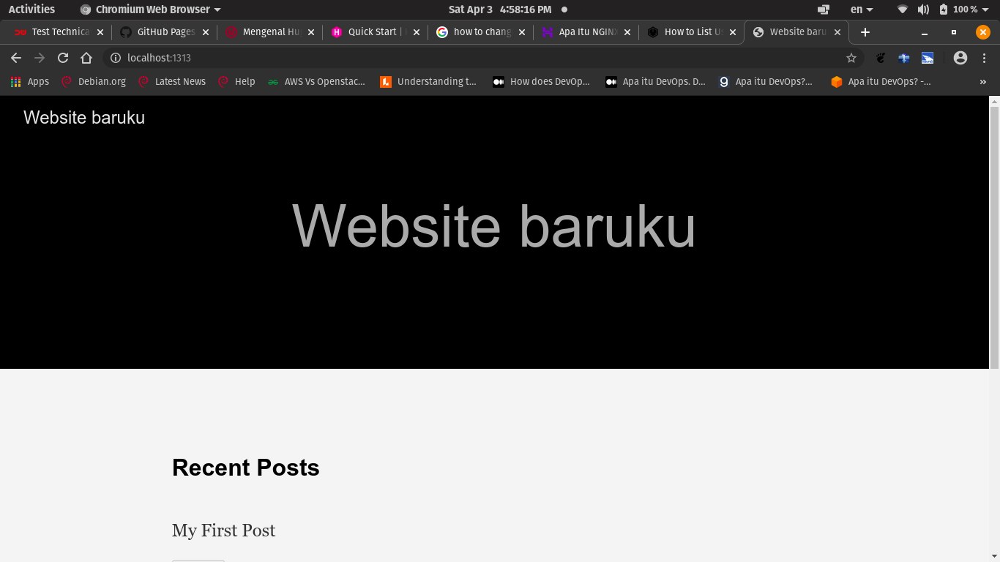 Activities Chromium Web Browser Sat Apr 3 4:58:16 PM en 100 %
Test Technica GitHub Pages Mengenal Hu Quick Start | how to chang Apa Itu NGINX How to List U Website baru
localhost:1313
Apps Debian.org Latest News Help AWS Vs Openstac... Understanding t... How does DevOp... Apa itu DevOps. D... Apa itu DevOps?... Apa itu DevOps? -... »
Website baruku
Website baruku
Recent Posts
My First Post